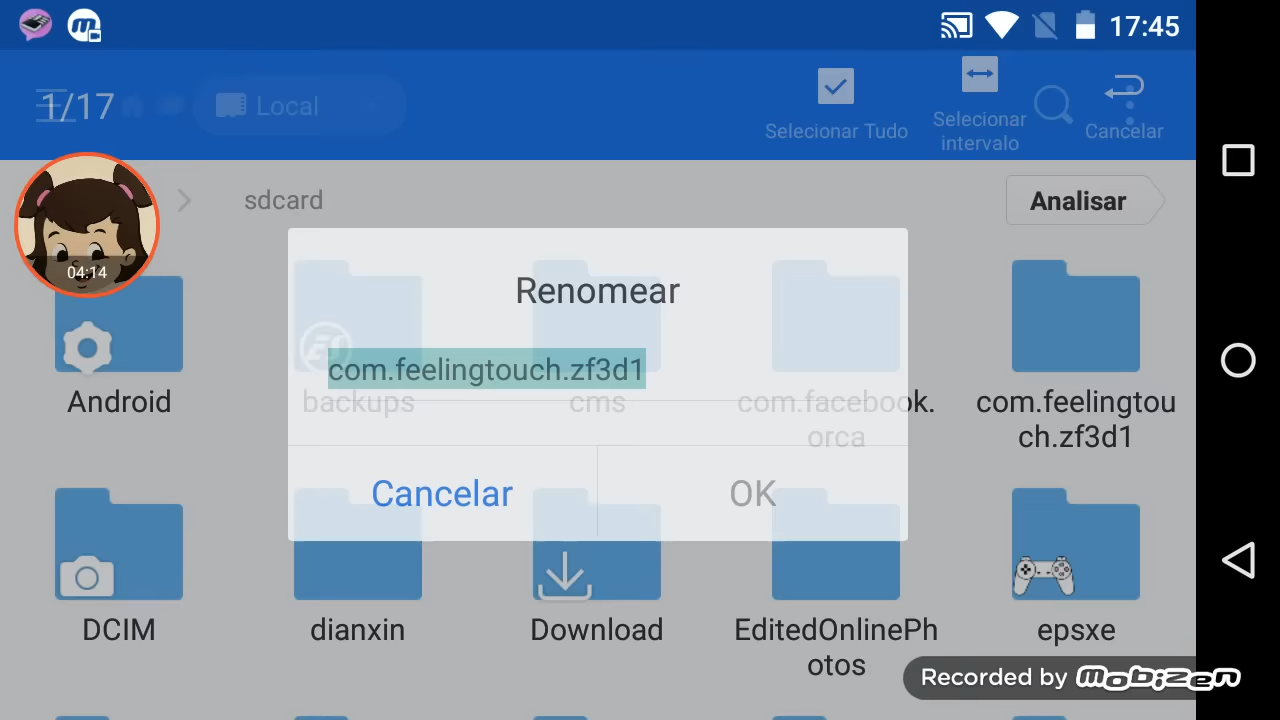 17:45
1/17
Local
Selecionar Tudo
Selecionar
intervalo
Cancelar
sdcard
Analisar
04:14
Renomear
com.feelingtouch.zf3d1
Android
backups
cms
com.facebook.
orca
com.feelingtou
ch.zf3d1
Cancelar
OK
DCIM
dianxin
Download
EditedOnlinePh
otos
epsxe
Recorded by mobizen